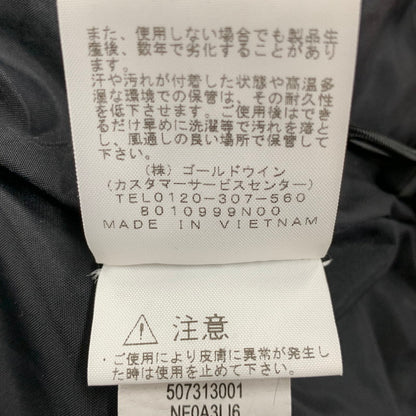 また、使用しない場合でも製品生
産後、数年で劣化することがあり
ます。
汗や汚れが付着した状態や高温多
湿な環境での保管は、その耐久性
を低下させます。ご使用後はでき
るだけ早めに洗濯等で汚れを落と
し、風通しの良い場所で保管して
下さい。
(株)ゴールドウイン
(カスタマーサービスセンター)
TEL0120-307-560
B010999N00
MADE IN VIETNAM
注意
・ご使用により皮膚に異常が発生し
た時は使用を止めて下さい。
507313001
NF0A3LI6